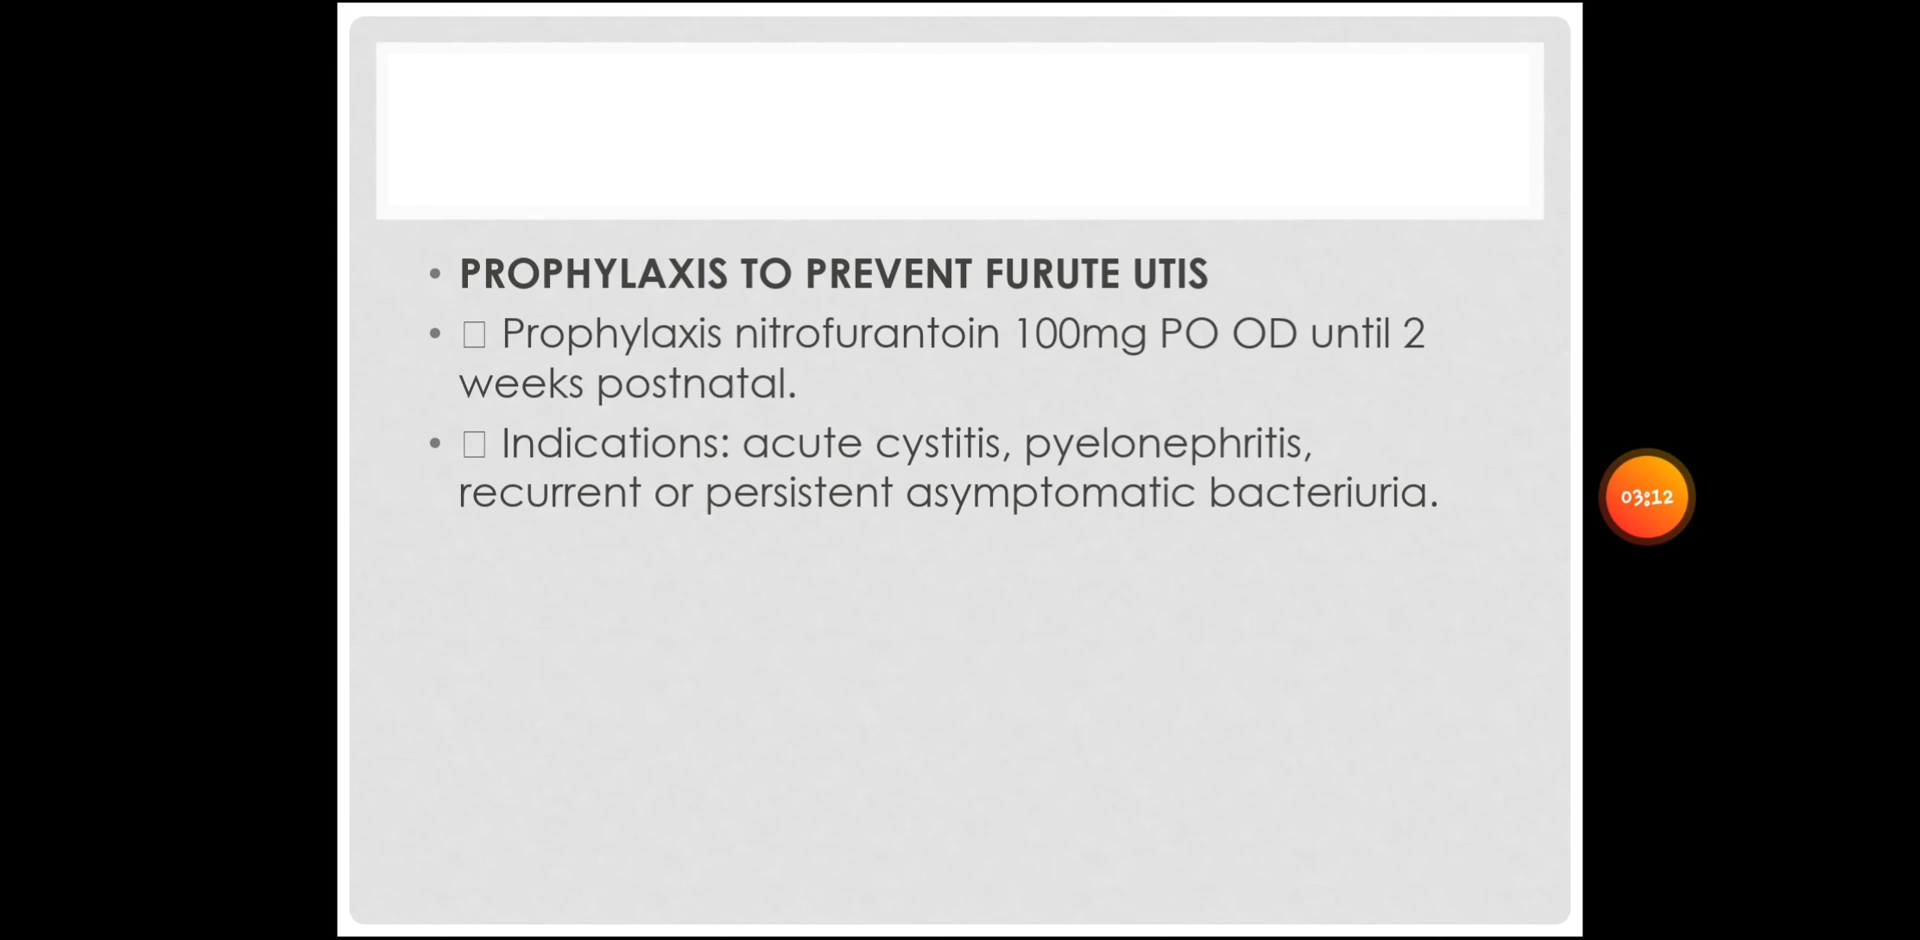 • PROPHYLAXIS TO PREVENT FURUTE UTIS
• □ Prophylaxis nitrofurantoin 100mg PO OD until 2
weeks postnatal.
• □ Indications: acute cystitis, pyelonephritis,
recurrent or persistent asymptomatic bacteriuria.
03:12